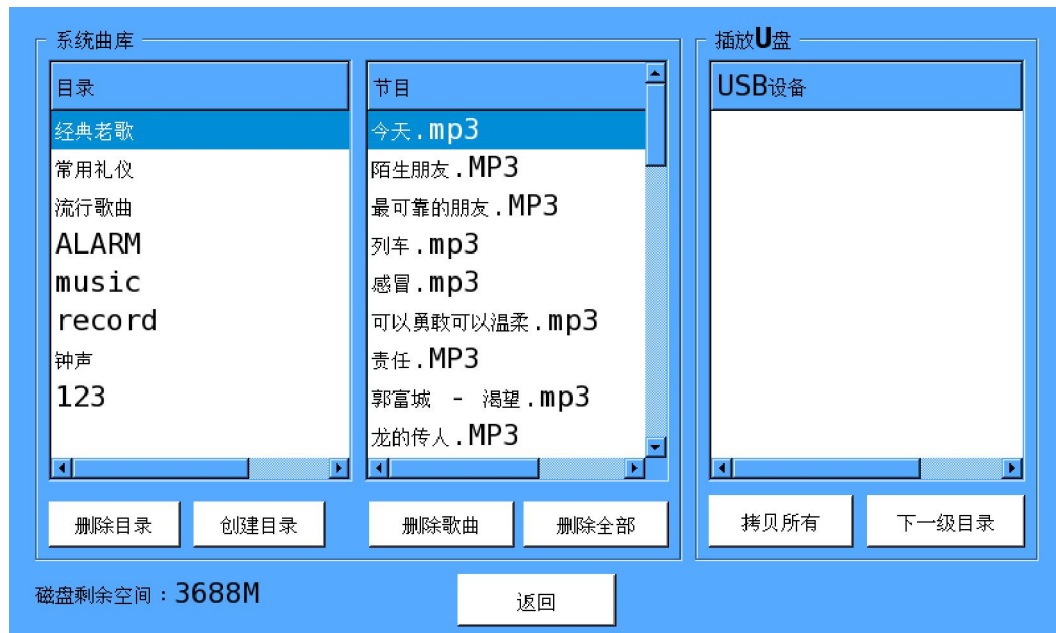 系统曲库
目录
经典老歌
常用礼仪
流行歌曲
ALARM
music
record
钟声
123
节目
今天.mp3
陌生朋友.MP3
最可靠的朋友.MP3
列车.mp3
感冒.mp3
可以勇敢可以温柔.mp3
责任.MP3
郭富城 - 渴望.mp3
龙的传人.MP3
删除目录
创建目录
删除歌曲
删除全部
插放U盘
USB设备
拷贝所有
下一级目录
磁盘剩余空间：3688M
返回